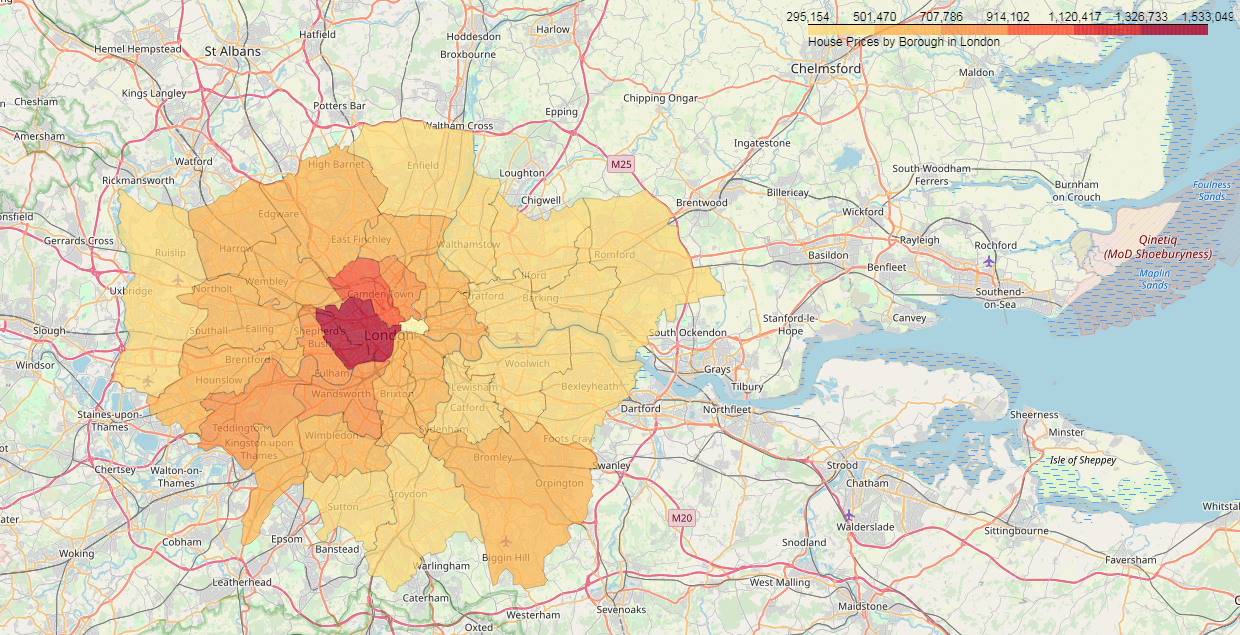 295,154 501,470 707,786 914,102 1,120,417 1,326,733 1,533,049
House Prices by Borough in London
Hatfield
Hoddesdon
Harlow
Hemel Hempstead
St Albans
Broxbourne
Chelmsford
Maldon
Kings Langley
Chesham
Potters Bar
Chipping Ongar
Epping
Waltham Cross
Amersham
Ingatestone
Watford
High Barnet
Enfield
M25
Loughton
South Woodham
Ferrers
Rickmansworth
Burnham
on Crouch
Foulness
Sands
Billericay
Chigwell
Brentwood
Wickford
Edgware
Gerrards Cross
East Finchley
Walthamstow
Rayleigh
Rochford
Qinetiq
(MoD Shoeburyness)
Harrow
Ruislip
Romford
Basildon
Benfleet
Maplin
Sands
Wembley
Northolt
Ilford
Uxbridge
Camden Town
Stratford
Barking
Southend-
on-Sea
Canvey
Stanford-le-
Hope
Slough
Southall
Ealing
Shepherd's
Bush
London
South Ockendon
Brentford
Windsor
Woolwich
Fulham
Grays
Hounslow
Bexleyheath
Tilbury
Wandsworth
Brixton
Lewisham
Catford
Dartford
Northfleet
Staines-upon-
Thames
Sheerness
Teddington
Sydenham
Minster
Wimbledon
Kingston upon
Thames
Foots Cray
Bromley
Isle of Sheppey
Chertsey
Walton-on-
Thames
Swanley
Strood
Orpington
Chatham
Croydon
Sutton
M20
Walderslade
Sittingbourne
Cobham
Epsom
Snodland
Woking
Banstead
Biggin Hill
Warlingham
Faversham
Leatherhead
West Malling
Caterham
Sevenoaks
Maidstone
Westerham
Oxted